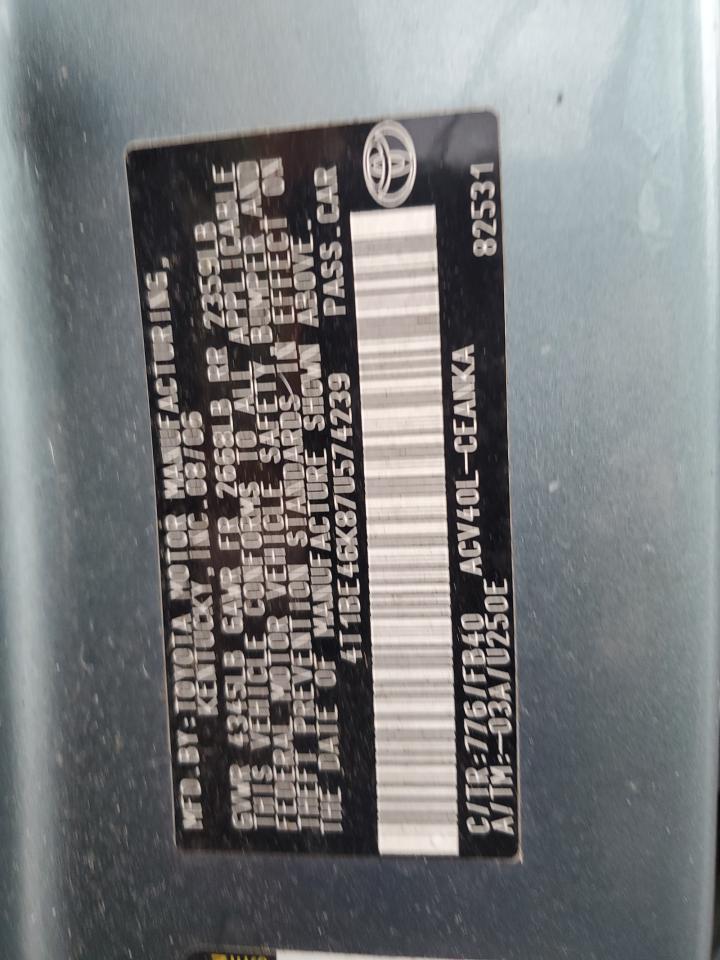 MFD.BY:TOYOTA MOTOR MANUFACTURING,
KENTUCKY INC. 08/06
GVWR 4345LB GAWR FR 2668LB RR 2359LB
THIS VEHICLE CONFORMS TO ALL APPLICABLE
FEDERAL MOTOR VEHICLE SAFETY, BUMPER AND
THEFT PREVENTION STANDARDS IN EFFECT ON
THE DATE OF MANUFACTURE SHOWN ABOVE.
4T1BE46K87U574239 PASS.CAR
C/TR:776/FB40 ACV40L-CEANKA 82531
A/TM:-03A/U250E